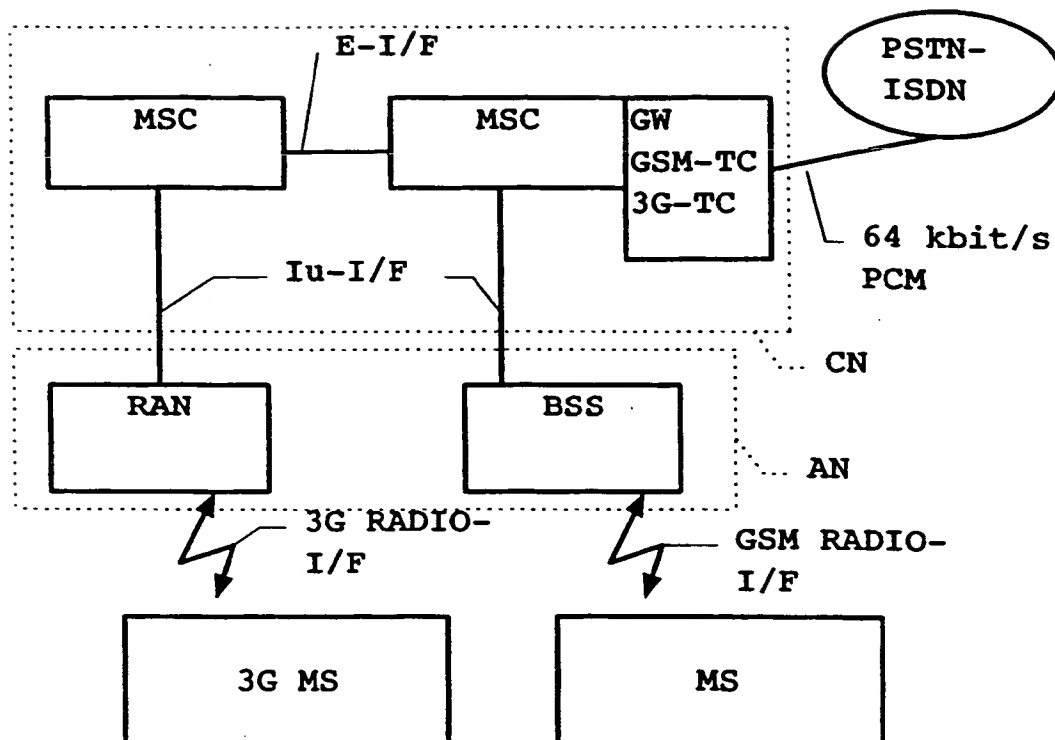 E-I/F
PSTN-
ISDN
MSC
MSC
GW
GSM-TC
3G-TC
64 kbit/s
PCM
Iu-I/F
CN
RAN
BSS
AN
3G RADIO-
I/F
GSM RADIO-
I/F
3G MS
MS